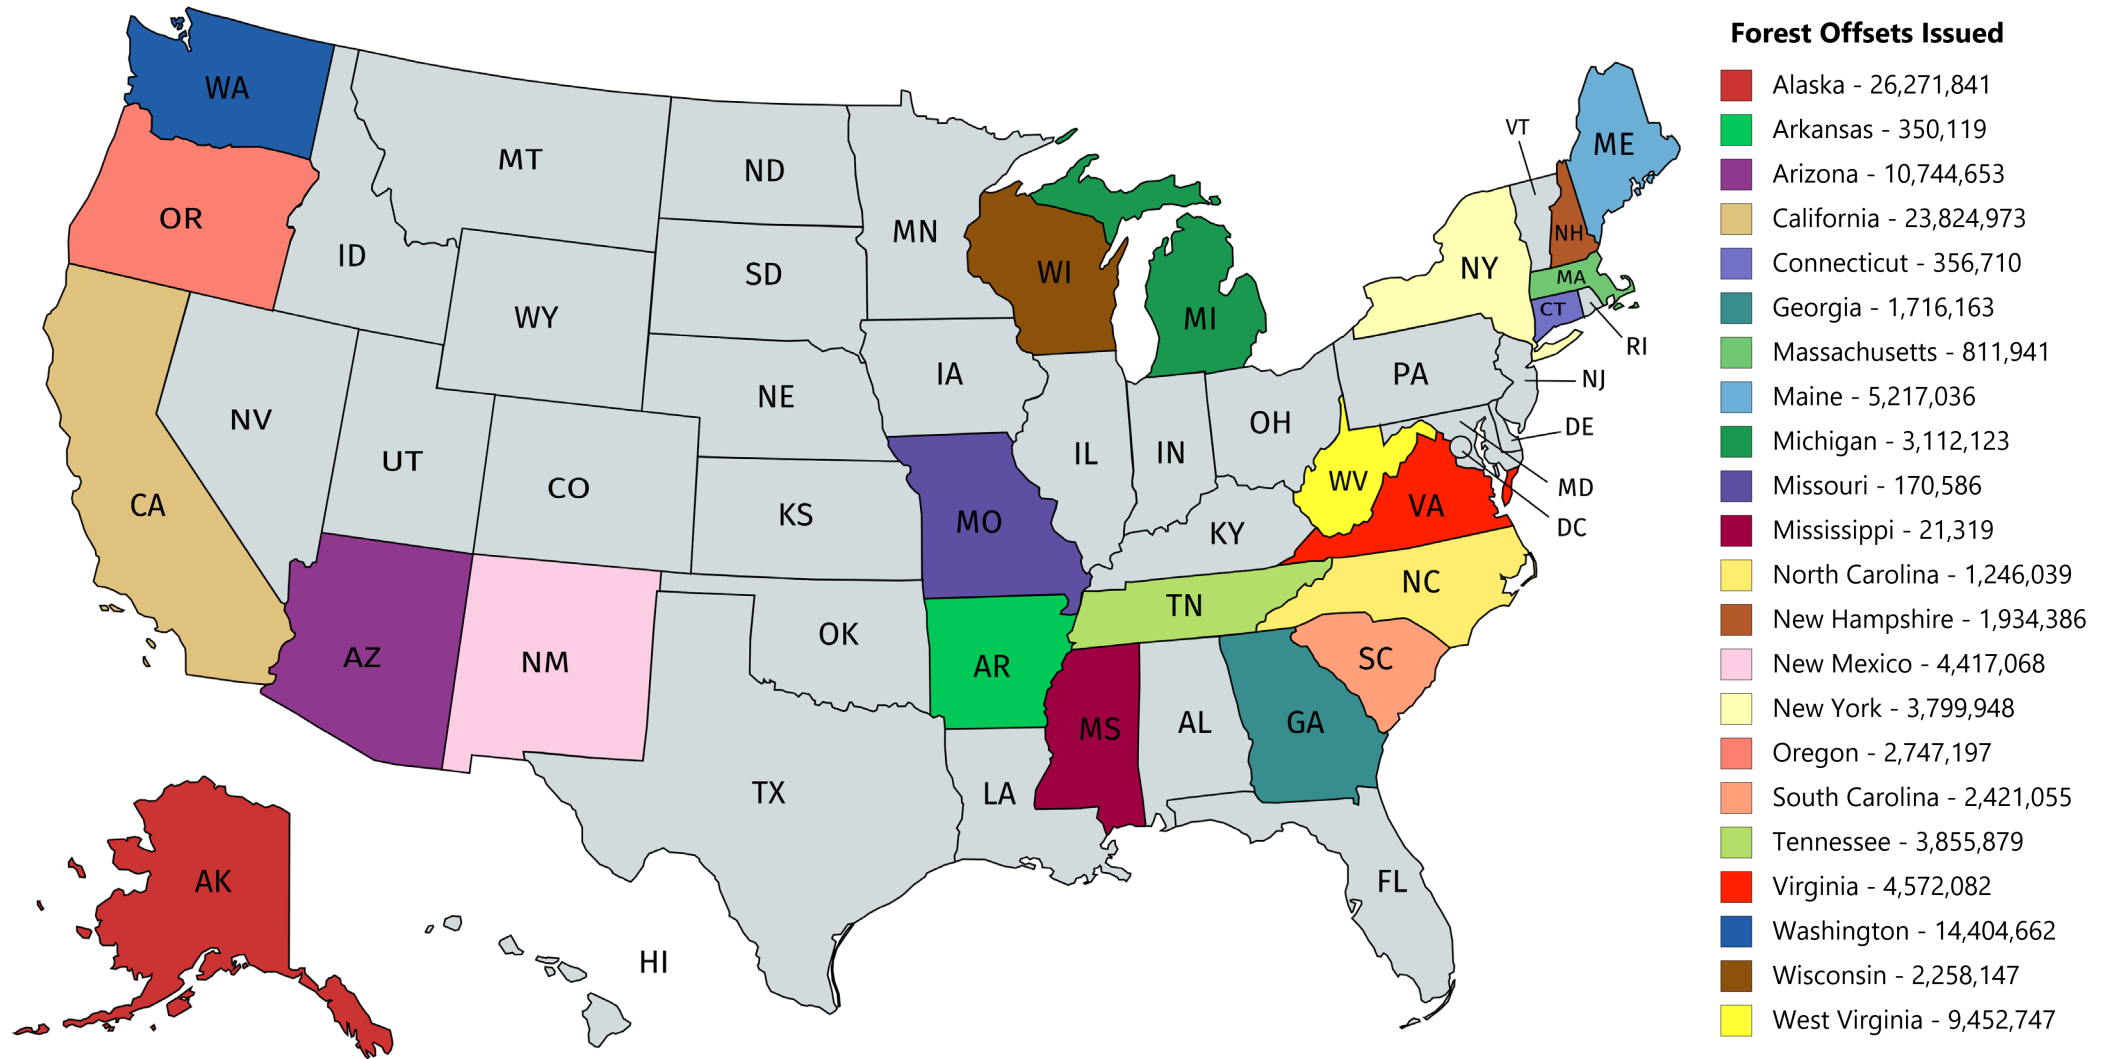 Forest Offsets Issued
Alaska - 26,271,841
Arkansas - 350,119
Arizona - 10,744,653
California - 23,824,973
Connecticut - 356,710
Georgia - 1,716,163
Massachusetts - 811,941
Maine - 5,217,036
Michigan - 3,112,123
Missouri - 170,586
Mississippi - 21,319
North Carolina - 1,246,039
New Hampshire - 1,934,386
New Mexico - 4,417,068
New York - 3,799,948
Oregon - 2,747,197
South Carolina - 2,421,055
Tennessee - 3,855,879
Virginia - 4,572,082
Washington - 14,404,662
Wisconsin - 2,258,147
West Virginia - 9,452,747
WA
OR
CA
ID
NV
MT
WY
UT
AZ
CO
NM
ND
SD
NE
KS
OK
TX
MN
IA
MO
AR
LA
WI
IL
MI
IN
OH
KY
TN
MS
AL
GA
FL
SC
NC
VA
WV
PA
NY
VT
NH
ME
MA
CT
RI
NJ
DE
MD
DC
AK
HI